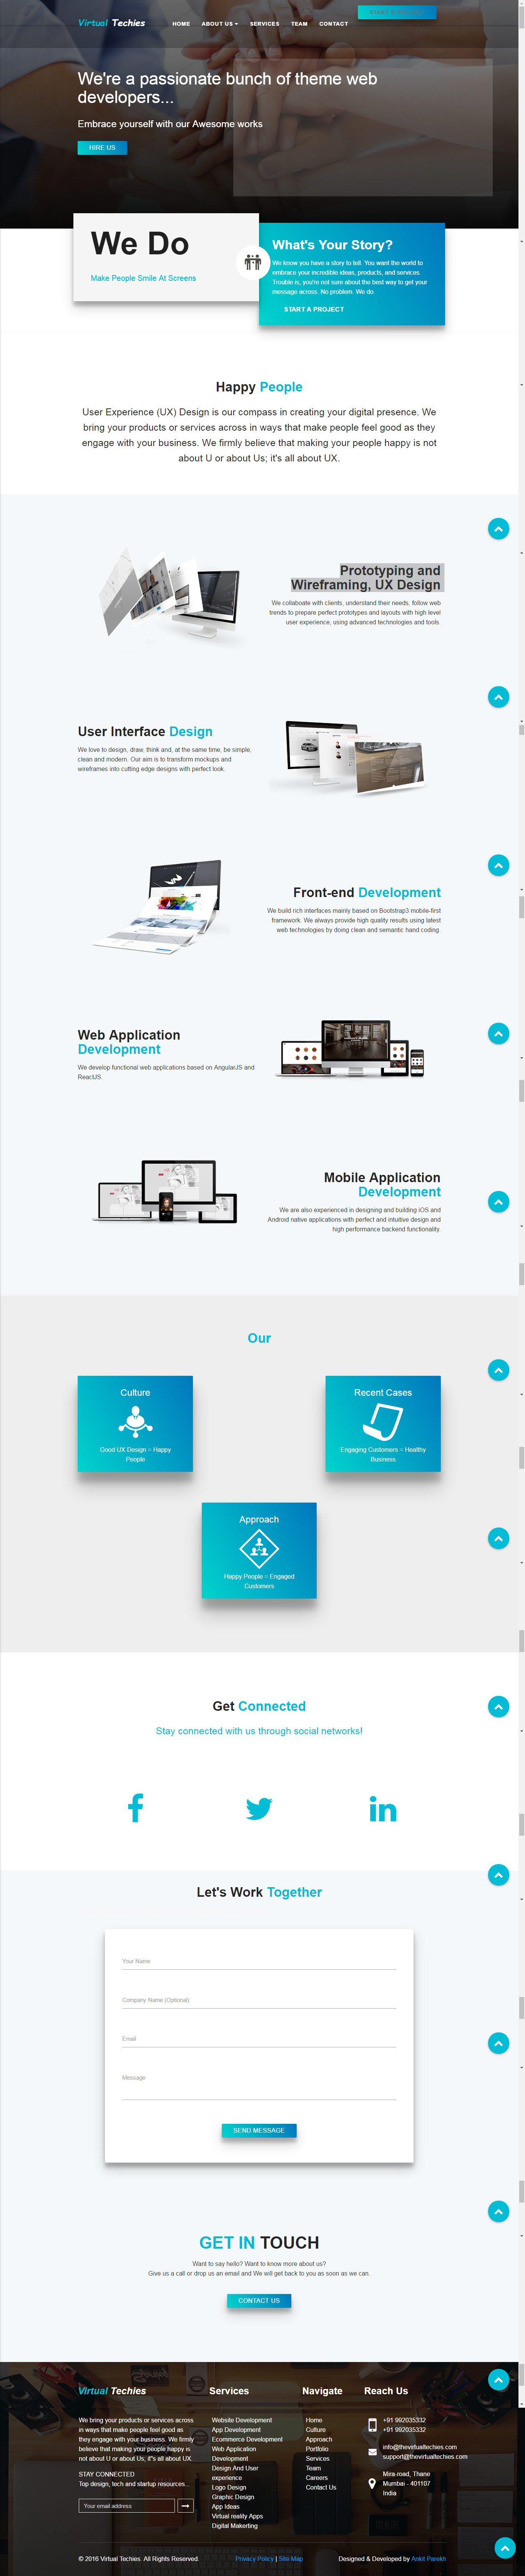 Virtual Techies
HOME
ABOUT US
SERVICES
TEAM
CONTACT
We're a passionate bunch of theme web
developers...
Embrace yourself with our Awesome works
HIRE US
We Do
Make People Smile At Screens
What's Your Story?
We know you have a story to tell. You want the world to
embrace your incredible ideas, products, and services.
Trouble is, you're not sure about the best way to get your
message across. No problem. We do.
START A PROJECT
Happy People
User Experience (UX) Design is our compass in creating your digital presence. We
bring your products or services across in ways that make people feel good as they
engage with your business. We firmly believe that making your people happy is not
about U or about Us; it's all about UX.
Prototyping and
Wireframing, UX Design
We collaborate with clients, understand their needs, follow web
trends to prepare perfect prototypes and layouts with high level
user experience, using advanced technologies and tools.
User Interface Design
We love to design, draw, think and, at the same time, be simple,
clean and modern. Our aim is to transform mockups and
wireframes into cutting edge designs with perfect look.
Front-end Development
We build rich interfaces mainly based on Bootstrap3 mobile-first
framework. We always provide high quality results using latest
web technologies by doing clean and semantic hand coding.
Web Application
Development
We develop functional web applications based on AngularJS and
ReactJS.
Mobile Application
Development
We are also experienced in designing and building iOS and
Android native applications with perfect and intuitive design and
high performance backend functionality.
Our
Culture
Good UX Design = Happy
People
Recent Cases
Engaging Customers = Healthy
Business
Approach
Happy People = Engaged
Customers
Get Connected
Stay connected with us through social networks!
Let's Work Together
Your Name
Company Name (Optional)
Email
Message
SEND MESSAGE
GET IN TOUCH
Want to say hello? Want to know more about us?
Give us a call or drop us an email and We will get back to you as soon as we can.
CONTACT US
Virtual Techies
We bring your products or services across
in ways that make people feel good as
they engage with your business. We firmly
believe that making your people happy is
not about U or about Us; it's all about UX.
STAY CONNECTED
Top design, tech and startup resources...
Your email address
Services
Website Development
App Development
Ecommerce Development
Web Application
Development
Design And User
experience
Logo Design
Graphic Design
App Ideas
Virtual reality Apps
Digital Makerting
Navigate
Home
Culture
Approach
Portfolio
Services
Team
Careers
Contact Us
Reach Us
+91 992035332
+91 992035332
info@thevirtualtechies.com
support@thevirtualtechies.com
Mira-road, Thane
Mumbai - 401107
India
© 2016 Virtual Techies. All Rights Reserved.
Privacy Policy | Site Map
Designed & Developed by Ankit Parekh